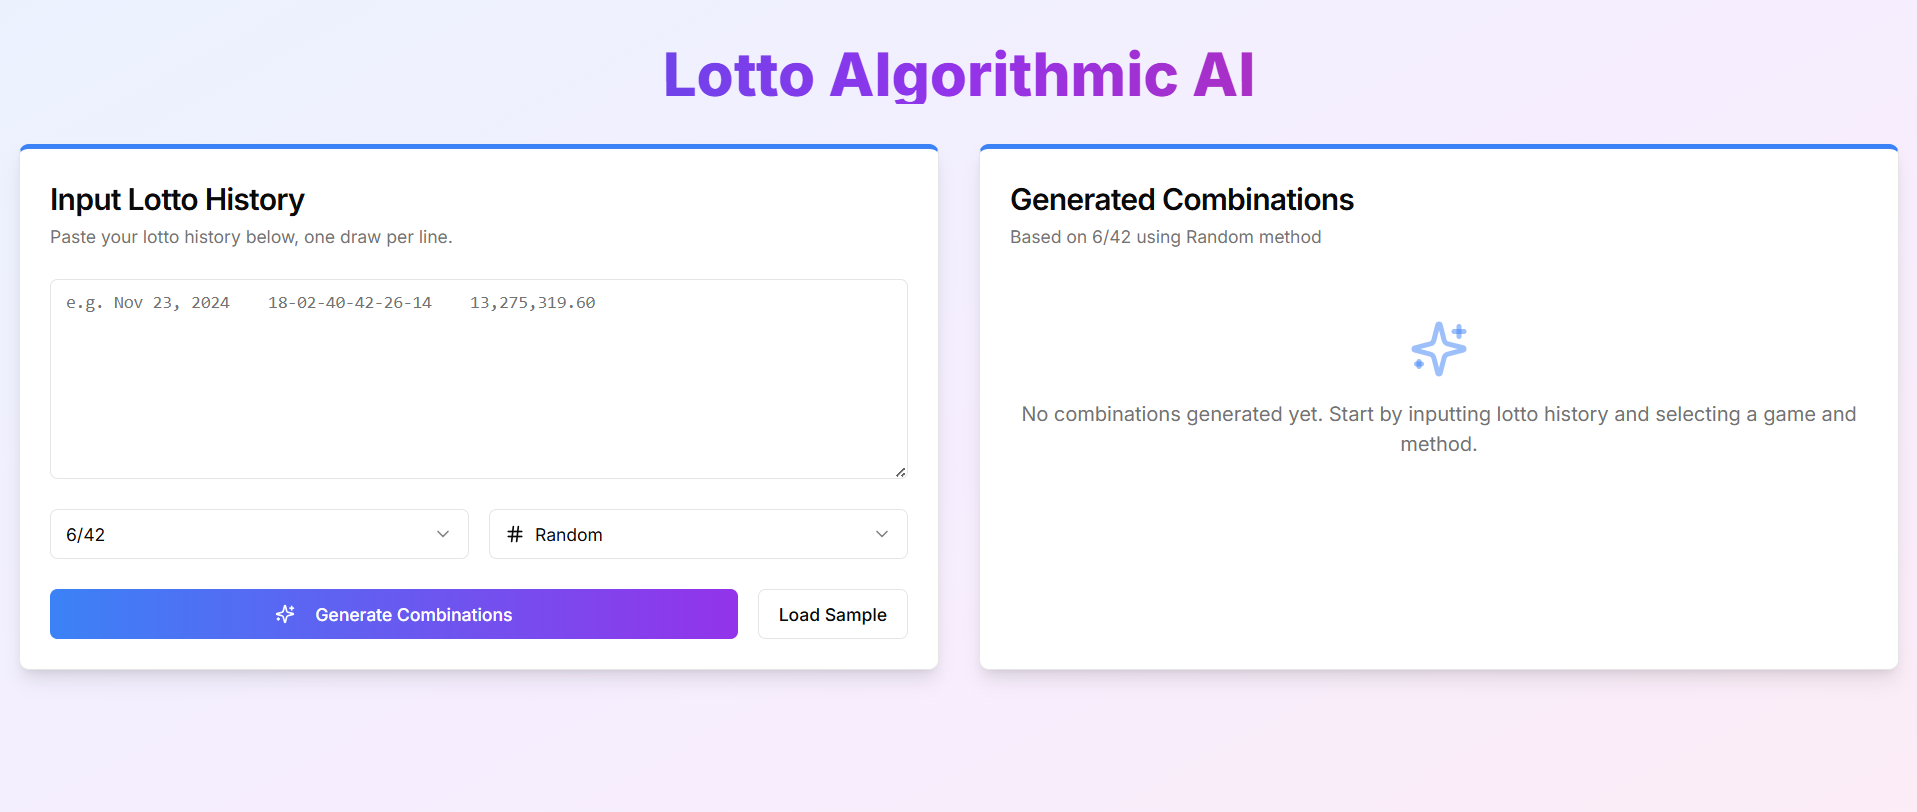 Lotto Algorithmic AI
Input Lotto History
Paste your lotto history below, one draw per line.
e.g. Nov 23, 2024    18-02-40-42-26-14    13,275,319.60
6/42
# Random
Generate Combinations
Load Sample
Generated Combinations
Based on 6/42 using Random method
No combinations generated yet. Start by inputting lotto history and selecting a game and
method.